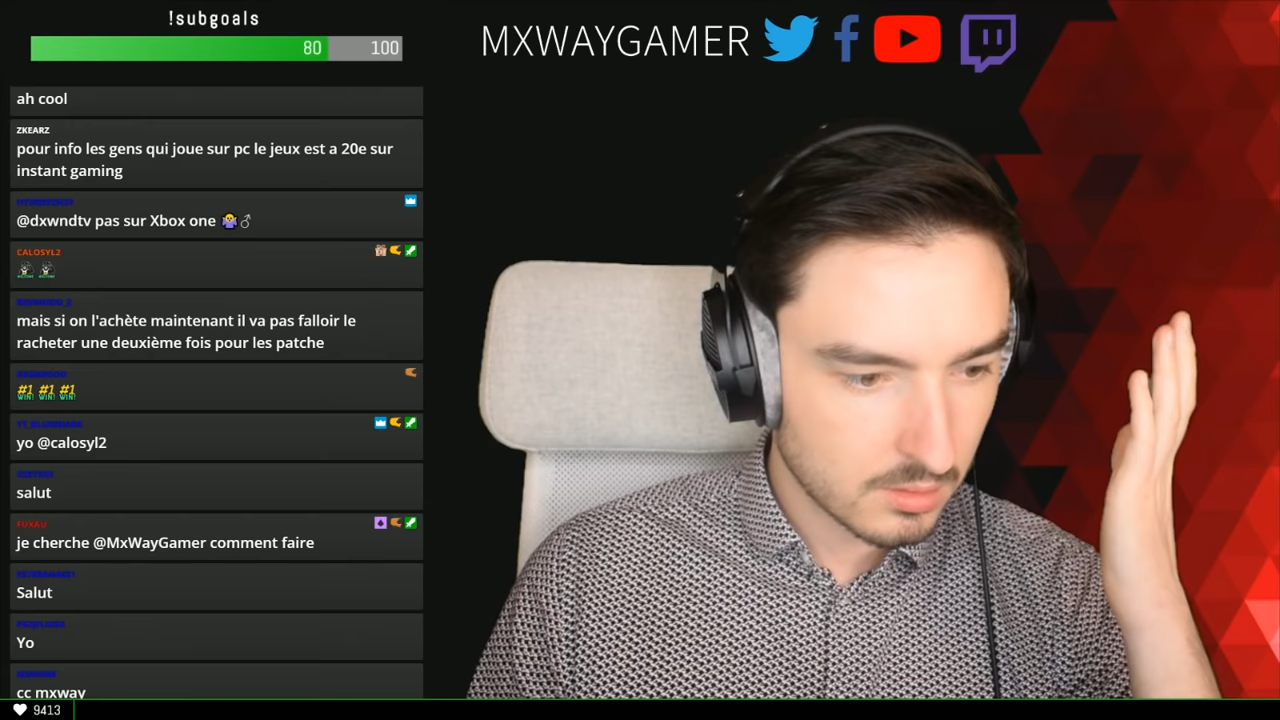 !subgoals
80 100
MXWAYGAMER
ah cool
ZKEARZ
pour info les gens qui joue sur pc le jeux est a 20e sur
instant gaming
@dxwndtv pas sur Xbox one 🤷‍♂
CALOSYL2
mais si on l'achète maintenant il va pas falloir le
racheter une deuxième fois pour les patche
#1 WIN! #1 WIN! #1 WIN!
yo @calosyl2
salut
FUXAU
je cherche @MxWayGamer comment faire
Salut
Yo
cc mxway
9413